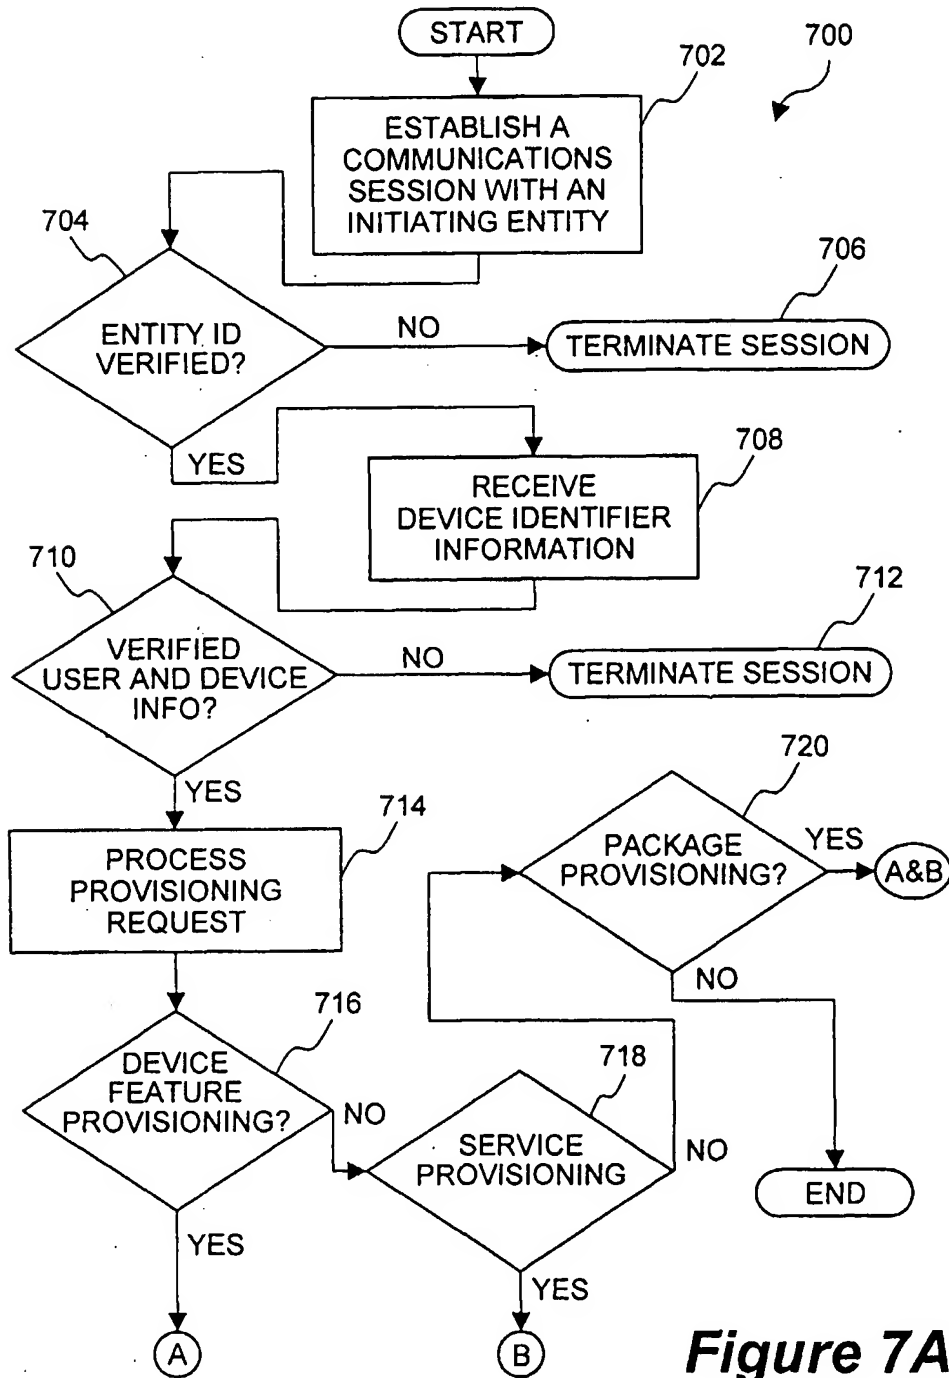 START
702
700
ESTABLISH A
COMMUNICATIONS
SESSION WITH AN
INITIATING ENTITY
704
706
ENTITY ID
VERIFIED?
NO
TERMINATE SESSION
YES
708
RECEIVE
DEVICE IDENTIFIER
INFORMATION
710
712
VERIFIED
USER AND DEVICE
INFO?
NO
TERMINATE SESSION
YES
714
PROCESS
PROVISIONING
REQUEST
720
PACKAGE
PROVISIONING?
YES
A&B
NO
716
DEVICE
FEATURE
PROVISIONING?
NO
718
SERVICE
PROVISIONING
NO
END
YES
YES
A
B
Figure 7A